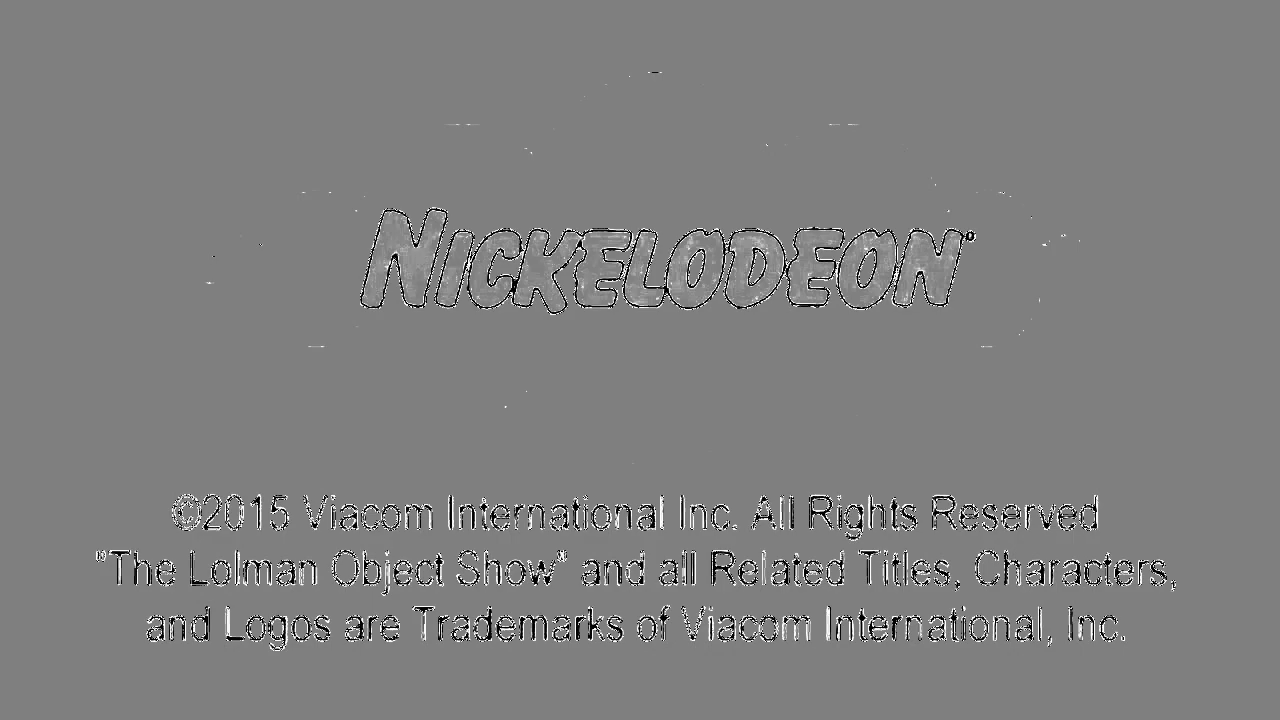 NICKELODEON®
©2015 Viacom International Inc. All Rights Reserved
"The Lolman Object Show" and all Related Titles, Characters,
and Logos are Trademarks of Viacom International, Inc.